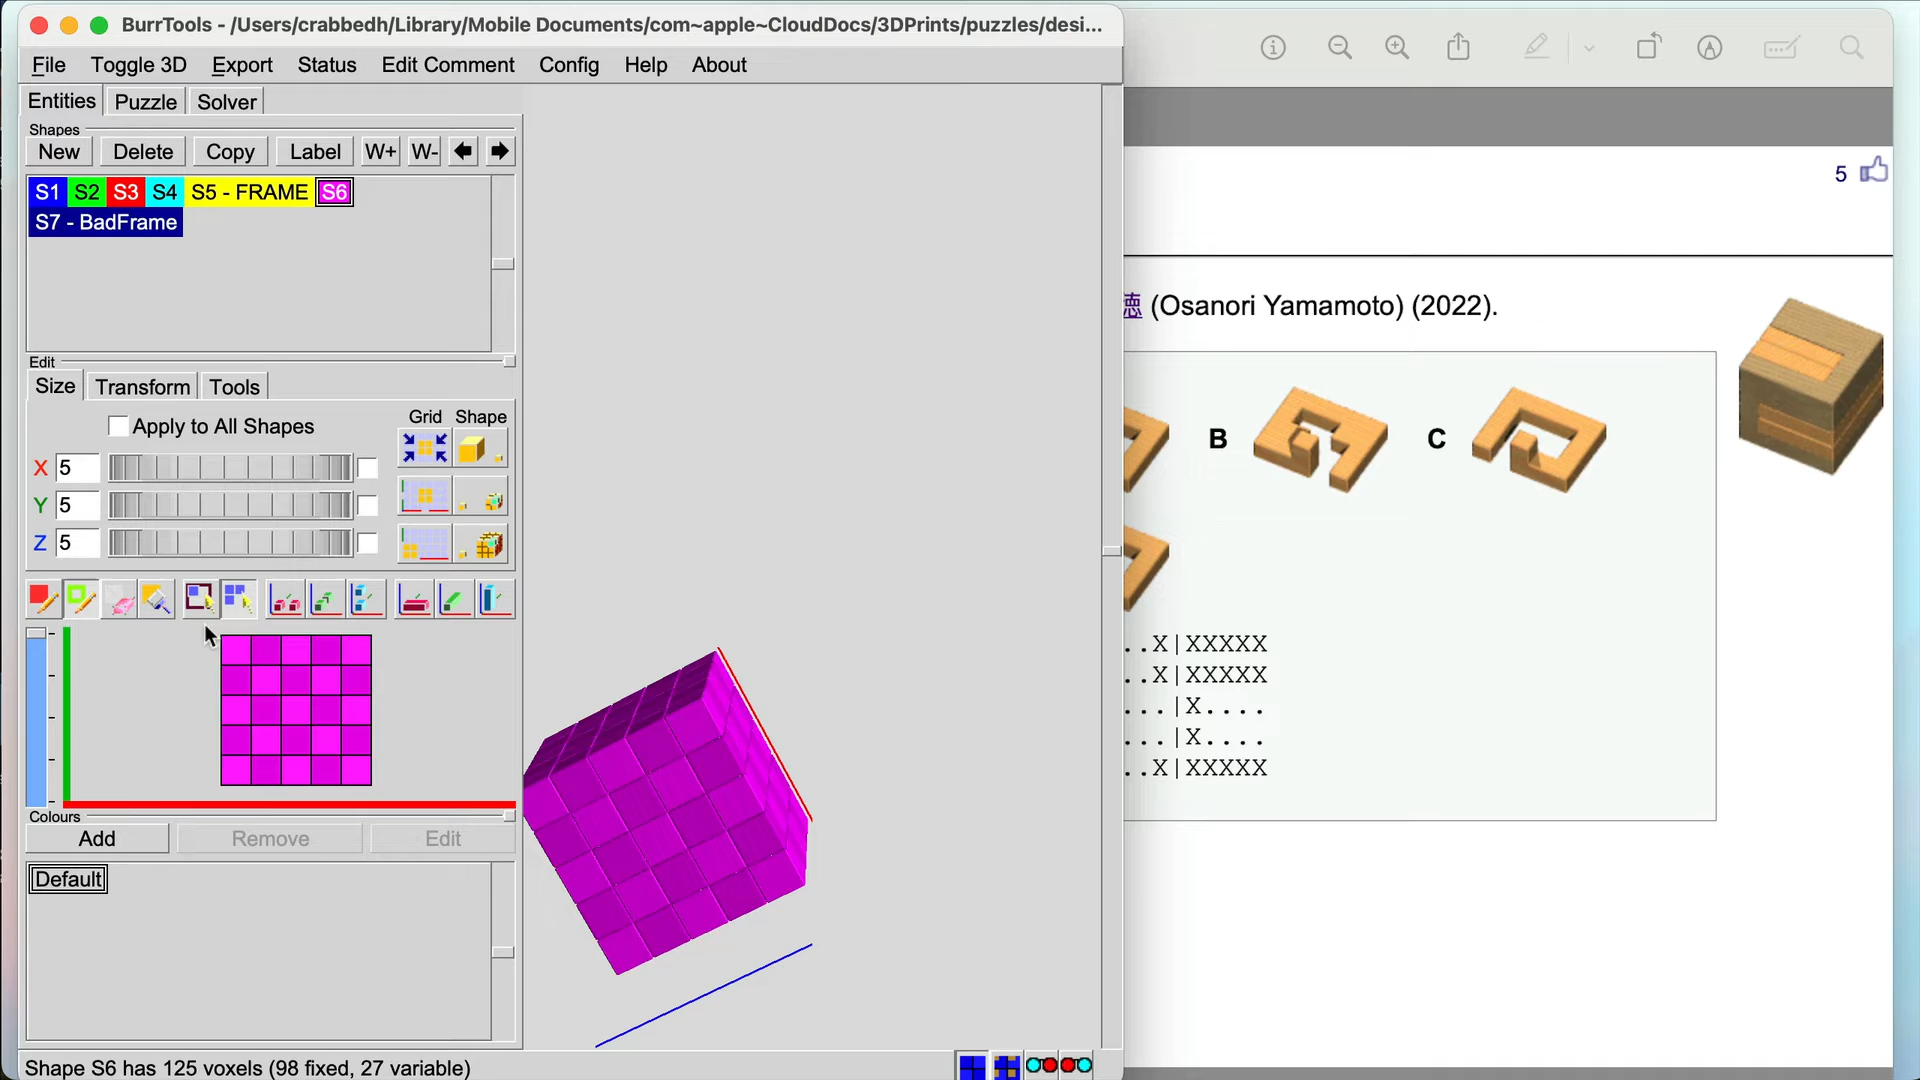 BurrTools - /Users/crabbedh/Library/Mobile Documents/com~apple~CloudDocs/3DPrints/puzzles/desi...
File Toggle 3D Export Status Edit Comment Config Help About
Entities Puzzle Solver
Shapes
New Delete Copy Label W+ W-
S1 S2 S3 S4 S5 - FRAME S6
S7 - BadFrame
Edit
Size Transform Tools
Apply to All Shapes
Grid Shape
X 5
Y 5
Z 5
Colours
Add Remove Edit
Default
Shape S6 has 125 voxels (98 fixed, 27 variable)
5
徳 (Osanori Yamamoto) (2022).
B C
..X|XXXXX
..X|XXXXX
...|X....
...|X....
..X|XXXXX